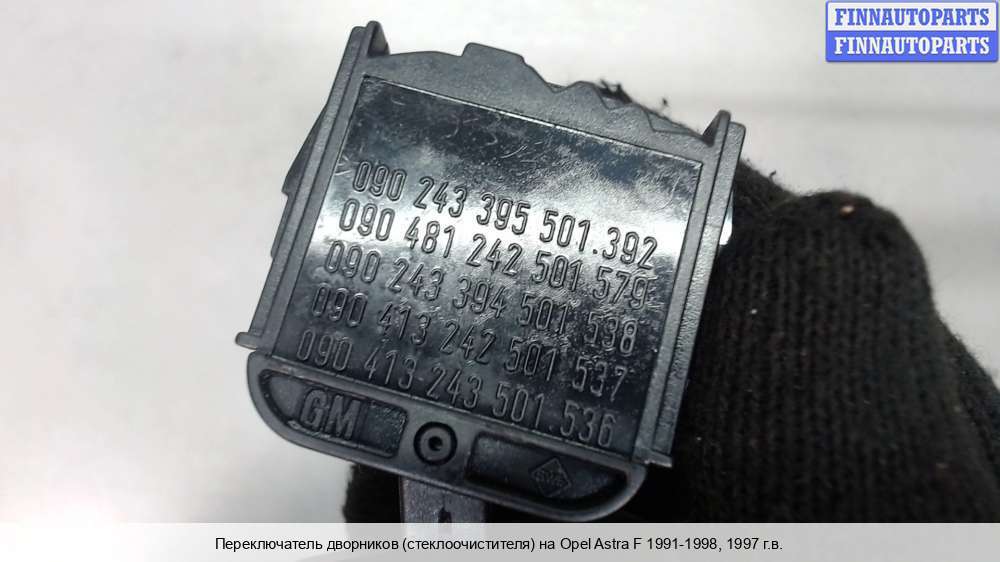 FINNAUTOPARTS
FINNAUTOPARTS
090 243 395 501.392
090 481 242 501 579
090 243 394 501 538
090 413 242 501 537
090 413 243 501.536
GM
Переключатель дворников (стеклоочистителя) на Opel Astra F 1991-1998, 1997 г.в.